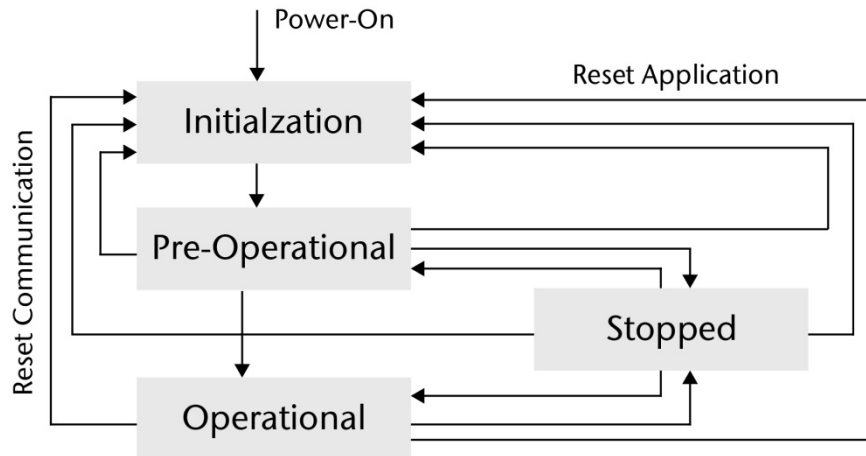 Power-On
Reset Application
Initialzation
Reset Communication
Pre-Operational
Stopped
Operational